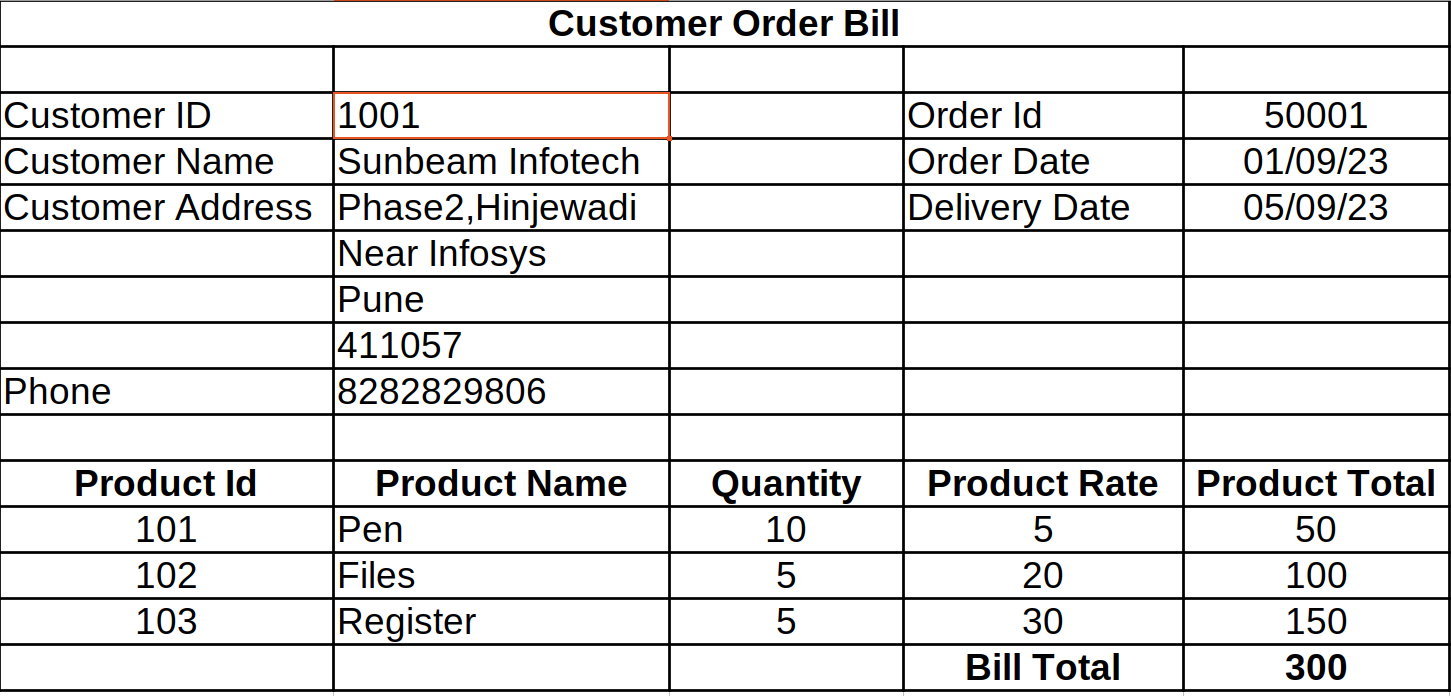 Customer Order Bill
Customer ID 1001 Order Id 50001
Customer Name Sunbeam Infotech Order Date 01/09/23
Customer Address Phase2,Hinjewadi Delivery Date 05/09/23
Near Infosys
Pune
411057
Phone 8282829806
Product Id Product Name Quantity Product Rate Product Total
101 Pen 10 5 50
102 Files 5 20 100
103 Register 5 30 150
Bill Total 300